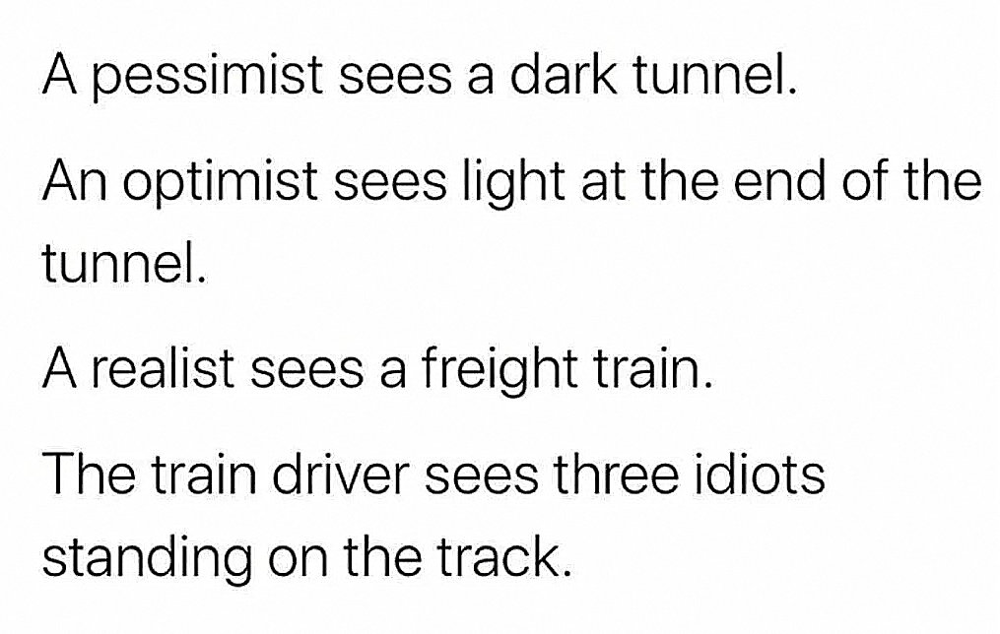 A pessimist sees a dark tunnel.
An optimist sees light at the end of the
tunnel.
A realist sees a freight train.
The train driver sees three idiots
standing on the track.